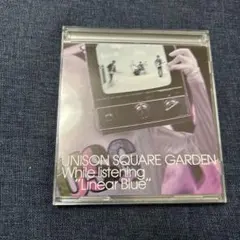 UNISON SQUARE GARDEN
While listening
"Linear Blue"